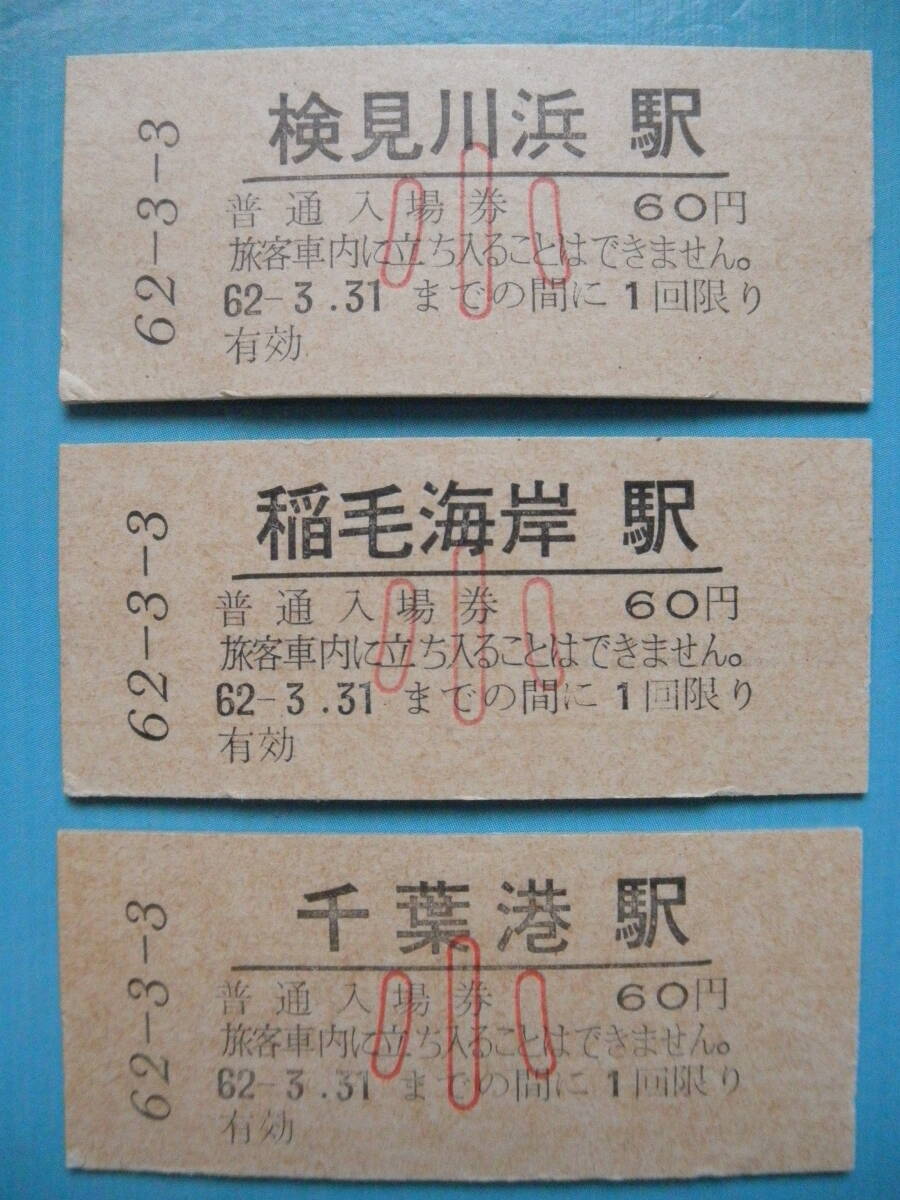 62-3-3
検見川浜 駅
普通入場券 60円
旅客車内に立ち入ることはできません。
62-3.31 までの間に 1回限り
有効
小
62-3-3
稲毛海岸 駅
普通入場券 60円
旅客車内に立ち入ることはできません。
62-3.31 までの間に 1回限り
有効
小
62-3-3
千葉港 駅
普通入場券 60円
旅客車内に立ち入ることはできません。
62-3.31 までの間に 1回限り
有効
小